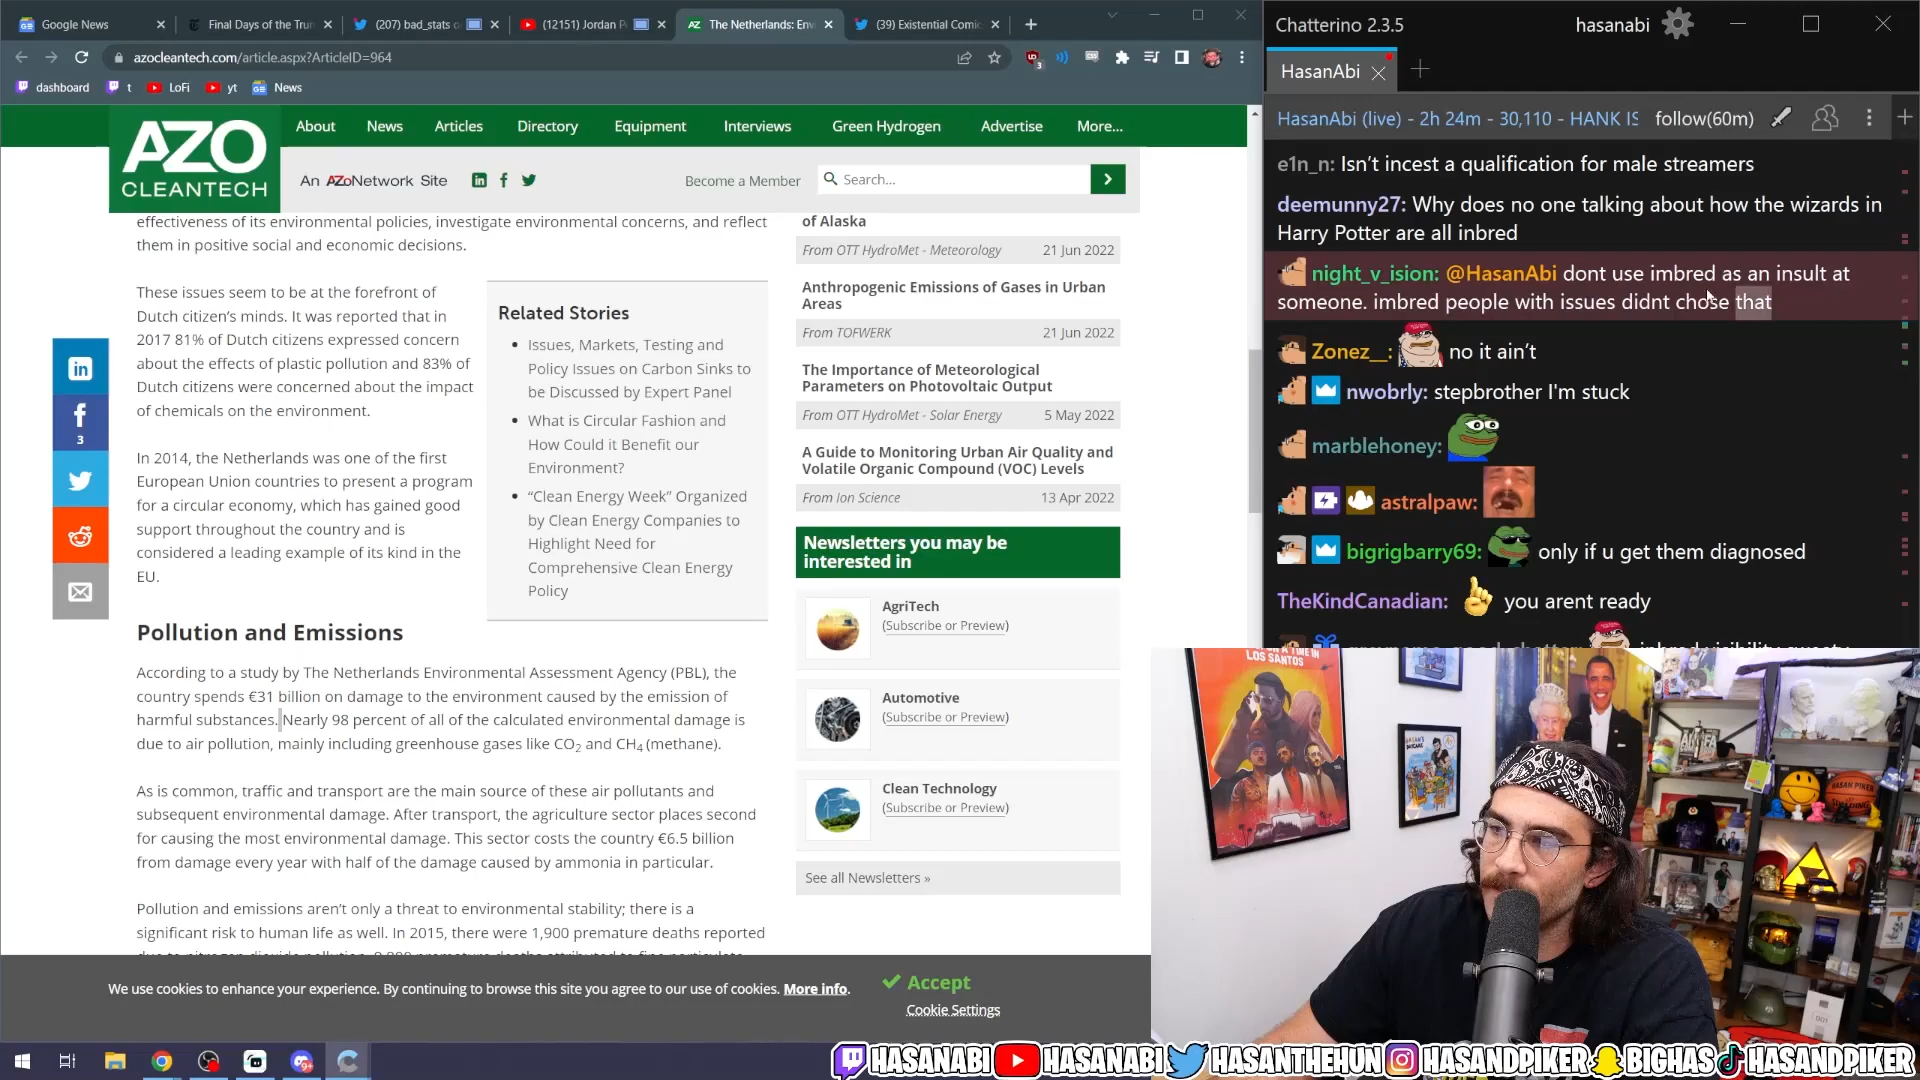 Google News
Final Days of the Trum
(207) bad_stats o
(12151) Jordan P
The Netherlands: Env
(39) Existential Comic
azocleantech.com/article.aspx?ArticleID=964
dashboard
t
LoFi
yt
News
AZO
CLEANTECH
About
News
Articles
Directory
Equipment
Interviews
Green Hydrogen
Advertise
More...
An AZoNetwork Site
Become a Member
Search...
effectiveness of its environmental policies, investigate environmental concerns, and reflect
them in positive social and economic decisions.
These issues seem to be at the forefront of
Dutch citizen's minds. It was reported that in
2017 81% of Dutch citizens expressed concern
about the effects of plastic pollution and 83% of
Dutch citizens were concerned about the impact
of chemicals on the environment.
In 2014, the Netherlands was one of the first
European Union countries to present a program
for a circular economy, which has gained good
support throughout the country and is
considered a leading example of its kind in the
EU.
Related Stories
Issues, Markets, Testing and
Policy Issues on Carbon Sinks to
be Discussed by Expert Panel
What is Circular Fashion and
How Could it Benefit our
Environment?
“Clean Energy Week” Organized
by Clean Energy Companies to
Highlight Need for
Comprehensive Clean Energy
Policy
3
Pollution and Emissions
According to a study by The Netherlands Environmental Assessment Agency (PBL), the
country spends €31 billion on damage to the environment caused by the emission of
harmful substances. Nearly 98 percent of all of the calculated environmental damage is
due to air pollution, mainly including greenhouse gases like CO2 and CH4 (methane).
As is common, traffic and transport are the main source of these air pollutants and
subsequent environmental damage. After transport, the agriculture sector places second
for causing the most environmental damage. This sector costs the country €6.5 billion
from damage every year with half of the damage caused by ammonia in particular.
Pollution and emissions aren't only a threat to environmental stability; there is a
significant risk to human life as well. In 2015, there were 1,900 premature deaths reported
of Alaska
From OTT HydroMet - Meteorology 21 Jun 2022
Anthropogenic Emissions of Gases in Urban
Areas
From TOFWERK 21 Jun 2022
The Importance of Meteorological
Parameters on Photovoltaic Output
From OTT HydroMet - Solar Energy 5 May 2022
A Guide to Monitoring Urban Air Quality and
Volatile Organic Compound (VOC) Levels
From Ion Science 13 Apr 2022
Newsletters you may be
interested in
AgriTech
(Subscribe or Preview)
Automotive
(Subscribe or Preview)
Clean Technology
(Subscribe or Preview)
See all Newsletters »
We use cookies to enhance your experience. By continuing to browse this site you agree to our use of cookies. More info.
Accept
Cookie Settings
Chatterino 2.3.5
hasanabi
HasanAbi
HasanAbi (live) - 2h 24m - 30,110 - HANK IS
follow(60m)
e1n_n: Isn't incest a qualification for male streamers
deemunny27: Why does no one talking about how the wizards in
Harry Potter are all inbred
night_v_ision: @HasanAbi dont use imbred as an insult at
someone. imbred people with issues didnt chose that
Zonez__: no it ain't
nwobrly: stepbrother I'm stuck
marblehoney:
astralpaw:
bigrigbarry69: only if u get them diagnosed
TheKindCanadian: you arent ready
LOS SANTOS
HASANABI HASANABI HASANTHEHUN HASANDPIKER BIGHAS HASANDPIKER